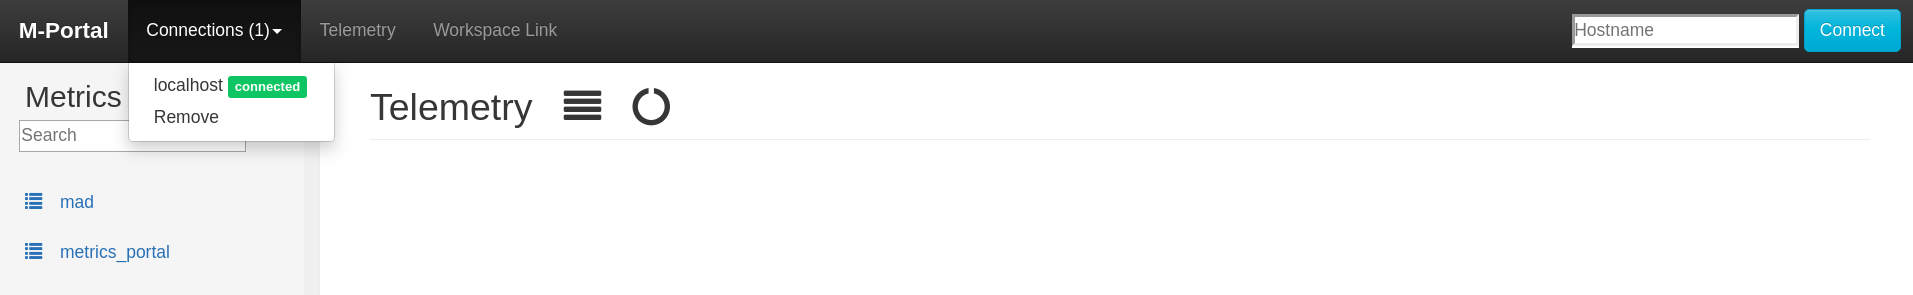 M-Portal Connections (1) Telemetry Workspace Link Hostname Connect
localhost connected
Remove
Metrics
Search
mad
metrics_portal
Telemetry